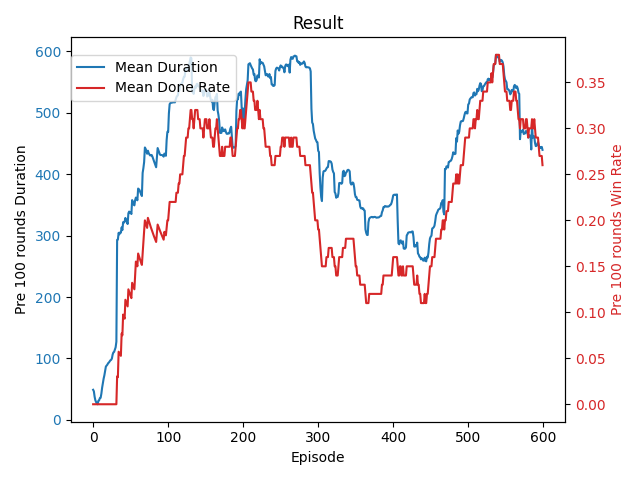 Result
Mean Duration
Mean Done Rate
Pre 100 rounds Duration
600
500
400
300
200
100
0
0.35
0.30
0.25
0.20
0.15
0.10
0.05
0.00
Pre 100 rounds Win Rate
0 100 200 300 400 500 600
Episode